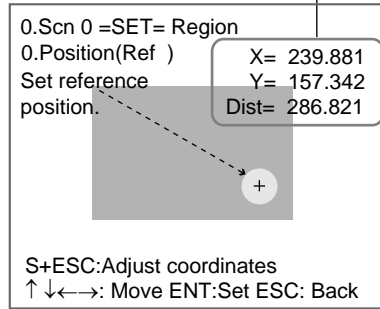 0.Scn 0 =SET= Region
0.Position(Ref )
X= 239.881
Set reference
Y= 157.342
position.
Dist= 286.821
S+ESC:Adjust coordinates
↑↓←→: Move ENT:Set ESC: Back